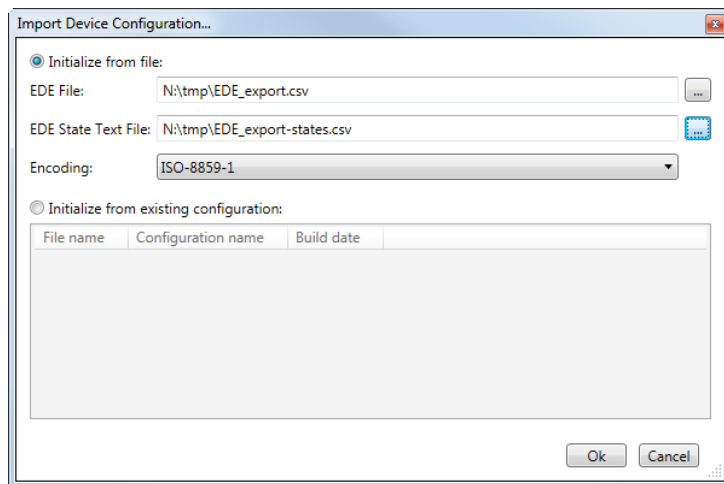 Import Device Configuration...
Initialize from file:
EDE File: N:\tmp\EDE_export.csv ...
EDE State Text File: N:\tmp\EDE_export-states.csv ...
Encoding: ISO-8859-1
Initialize from existing configuration:
File name Configuration name Build date
Ok Cancel